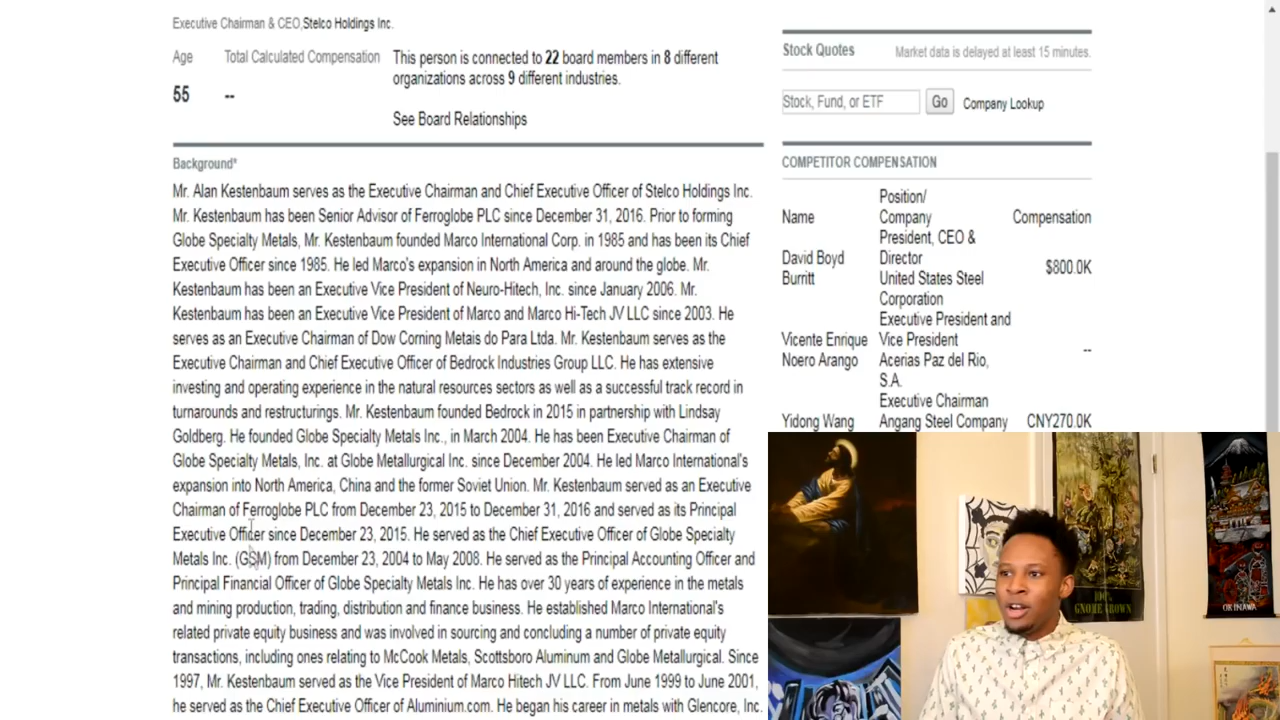 Executive Chairman & CEO,Stelco Holdings Inc.
Age
Total Calculated Compensation
55
--
This person is connected to 22 board members in 8 different
organizations across 9 different industries.
See Board Relationships
Background*
Mr. Alan Kestenbaum serves as the Executive Chairman and Chief Executive Officer of Stelco Holdings Inc.
Mr. Kestenbaum has been Senior Advisor of Ferroglobe PLC since December 31, 2016. Prior to forming
Globe Specialty Metals, Mr. Kestenbaum founded Marco International Corp. in 1985 and has been its Chief
Executive Officer since 1985. He led Marco's expansion in North America and around the globe. Mr.
Kestenbaum has been an Executive Vice President of Neuro-Hitech, Inc. since January 2006. Mr.
Kestenbaum has been an Executive Vice President of Marco and Marco Hi-Tech JV LLC since 2003. He
serves as an Executive Chairman of Dow Corning Metais do Para Ltda. Mr. Kestenbaum serves as the
Executive Chairman and Chief Executive Officer of Bedrock Industries Group LLC. He has extensive
investing and operating experience in the natural resources sectors as well as a successful track record in
turnarounds and restructurings. Mr. Kestenbaum founded Bedrock in 2015 in partnership with Lindsay
Goldberg. He founded Globe Specialty Metals Inc., in March 2004. He has been Executive Chairman of
Globe Specialty Metals, Inc. at Globe Metallurgical Inc. since December 2004. He led Marco International's
expansion into North America, China and the former Soviet Union. Mr. Kestenbaum served as an Executive
Chairman of Ferroglobe PLC from December 23, 2015 to December 31, 2016 and served as its Principal
Executive Officer since December 23, 2015. He served as the Chief Executive Officer of Globe Specialty
Metals Inc. (GSM) from December 23, 2004 to May 2008. He served as the Principal Accounting Officer and
Principal Financial Officer of Globe Specialty Metals Inc. He has over 30 years of experience in the metals
and mining production, trading, distribution and finance business. He established Marco International's
related private equity business and was involved in sourcing and concluding a number of private equity
transactions, including ones relating to McCook Metals, Scottsboro Aluminum and Globe Metallurgical. Since
1997, Mr. Kestenbaum served as the Vice President of Marco Hitech JV LLC. From June 1999 to June 2001,
he served as the Chief Executive Officer of Aluminium.com. He began his career in metals with Glencore, Inc.
Stock Quotes
Market data is delayed at least 15 minutes.
Stock, Fund, or ETF
Go
Company Lookup
COMPETITOR COMPENSATION
Name
Position/
Company
Compensation
David Boyd
Burritt
President, CEO &
Director
United States Steel
Corporation
$800.0K
Vicente Enrique
Noero Arango
Executive President and
Vice President
Acerias Paz del Rio,
S.A.
--
Yidong Wang
Executive Chairman
Angang Steel Company
CNY270.0K
GNOME GROWN
OKINAWA